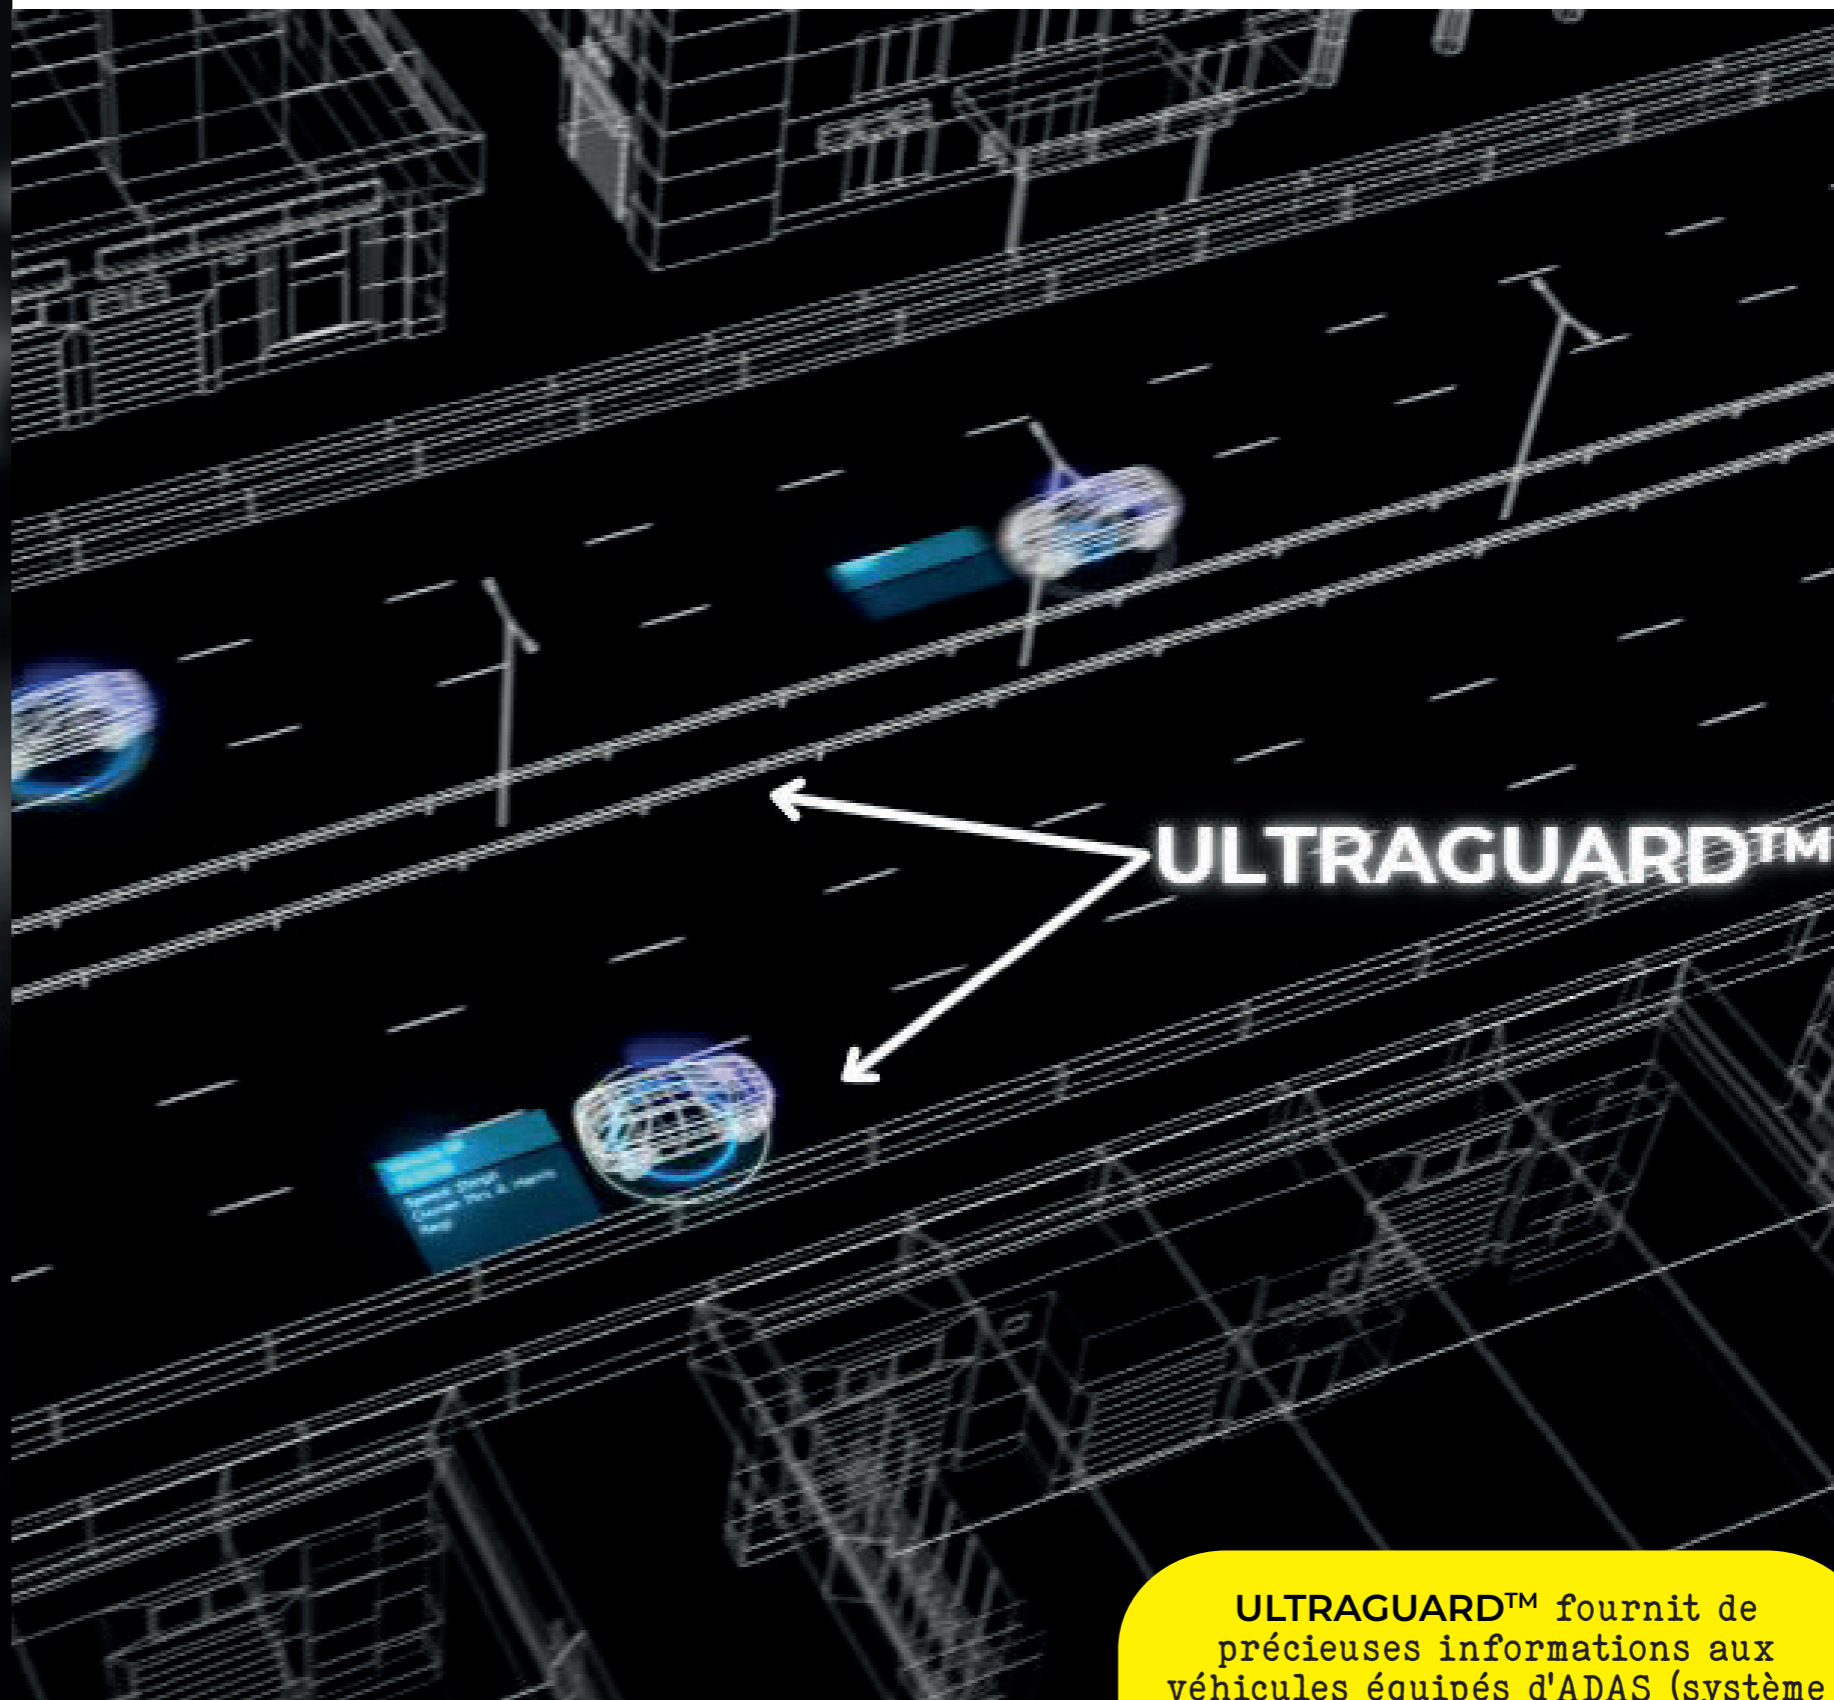 ULTRAGUARD™
ULTRAGUARD™ fournit de
précieuses informations aux
véhicules équipés d'ADAS (système